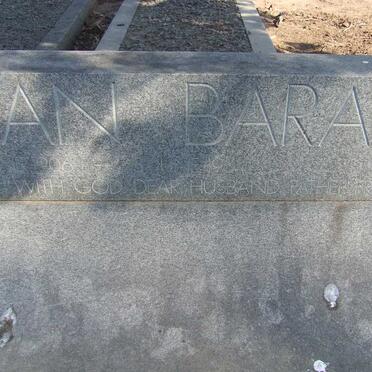 AN BARA
WITH GOD DEAR HUSBAND FATHER